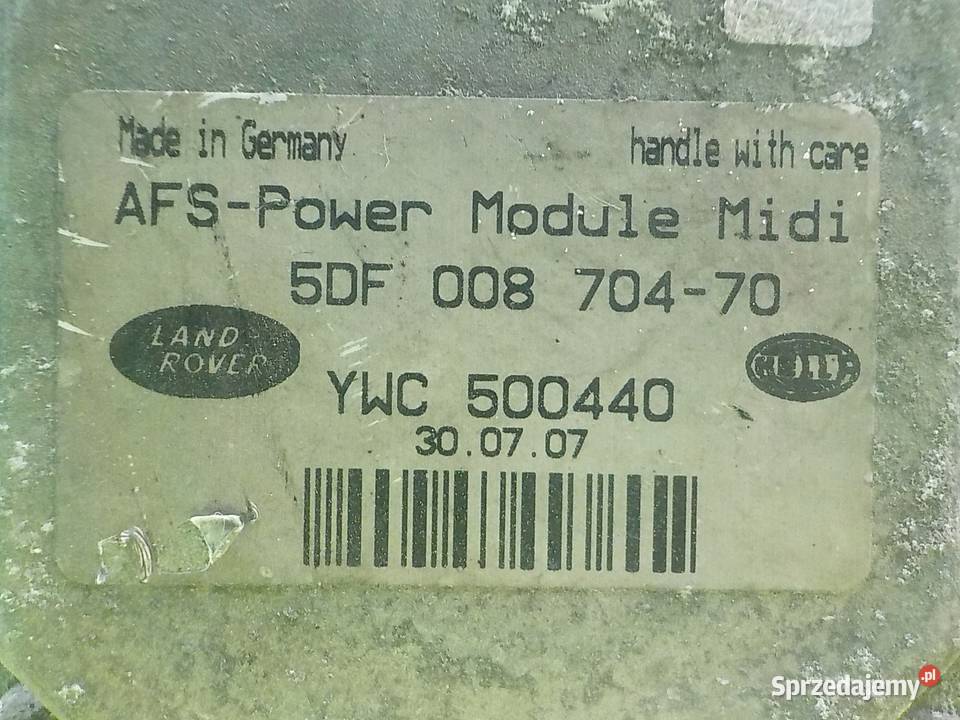 Made in Germany handle with care
AFS-Power Module Midi
5DF 008 704-70
LAND
ROVER
YWC 500440
30.07.07
Sprzedajemy.pl